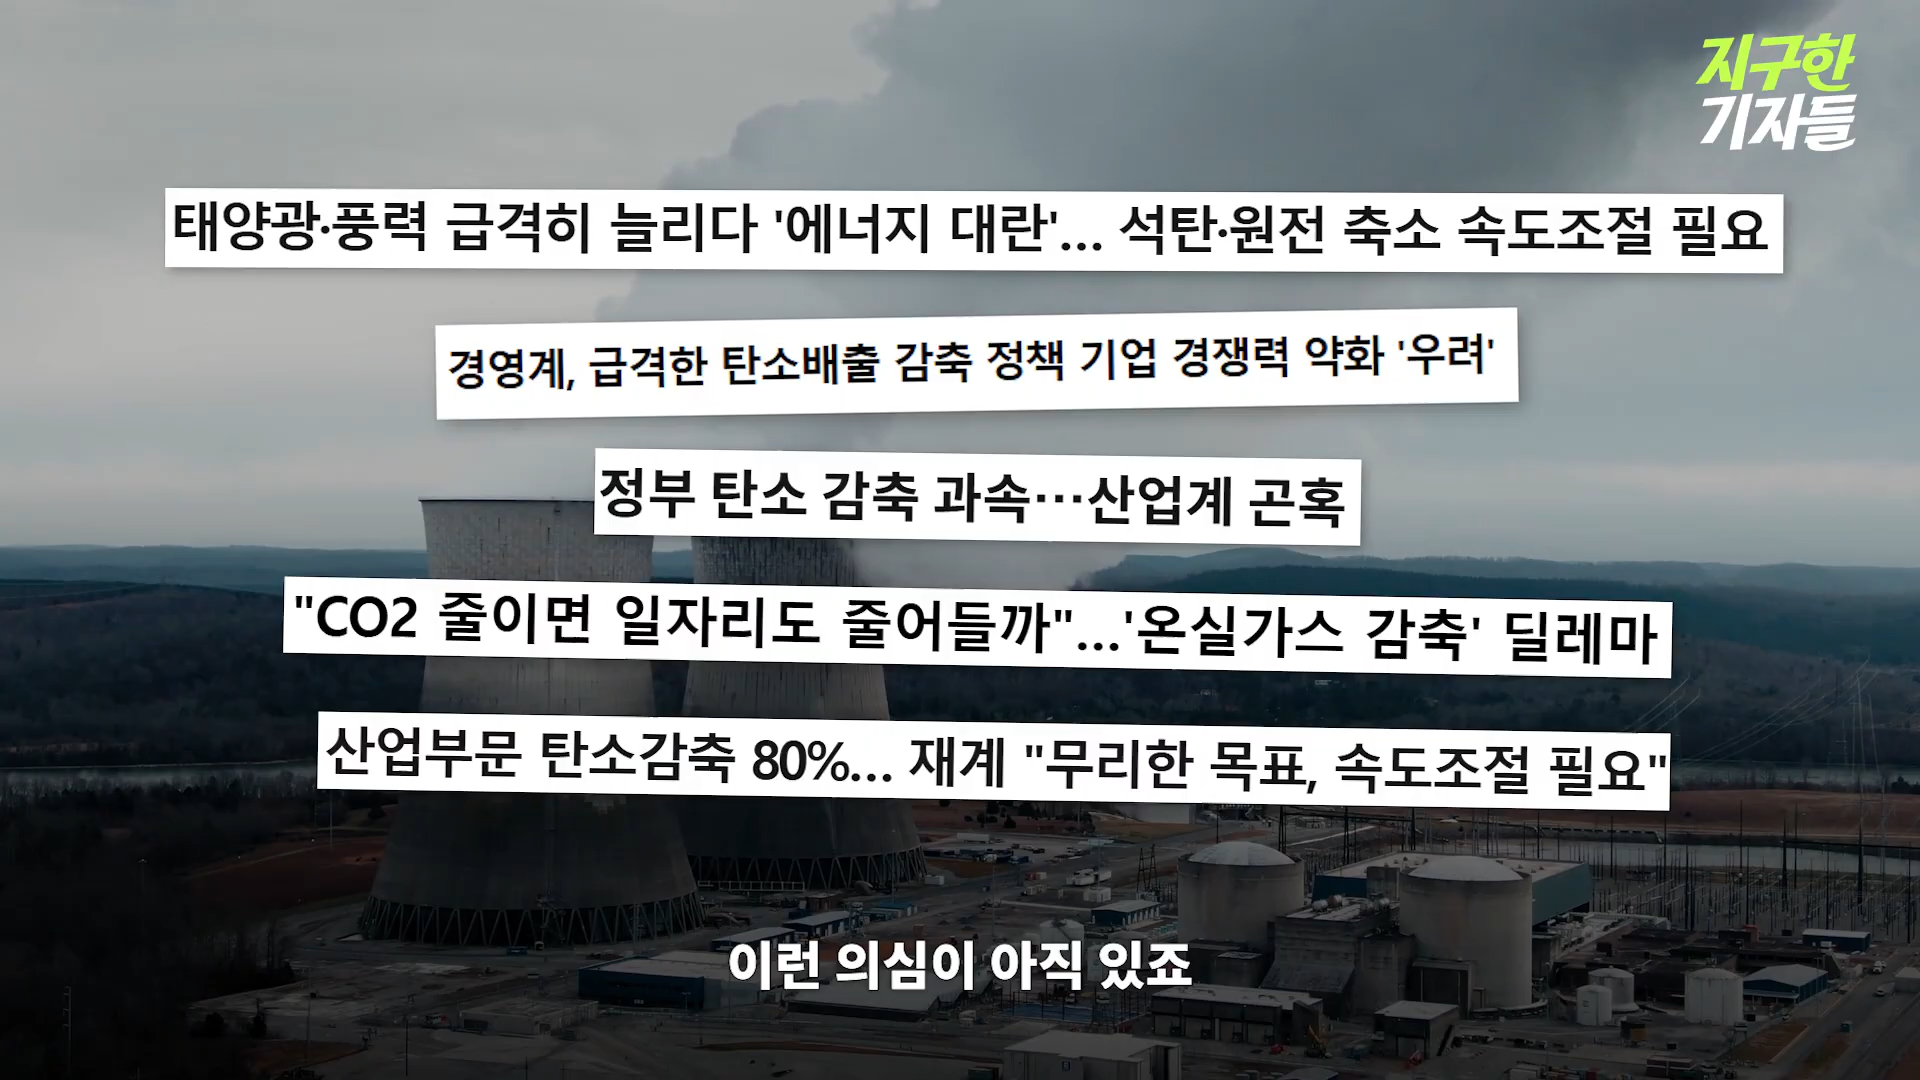 지구한
기자들
태양광·풍력 급격히 늘리다 '에너지 대란'... 석탄·원전 축소 속도조절 필요
경영계, 급격한 탄소배출 감축 정책 기업 경쟁력 약화 '우려'
정부 탄소 감축 과속…산업계 곤혹
"CO2 줄이면 일자리도 줄어들까"...'온실가스 감축' 딜레마
산업부문 탄소감축 80%... 재계 "무리한 목표, 속도조절 필요"
이런 의심이 아직 있죠